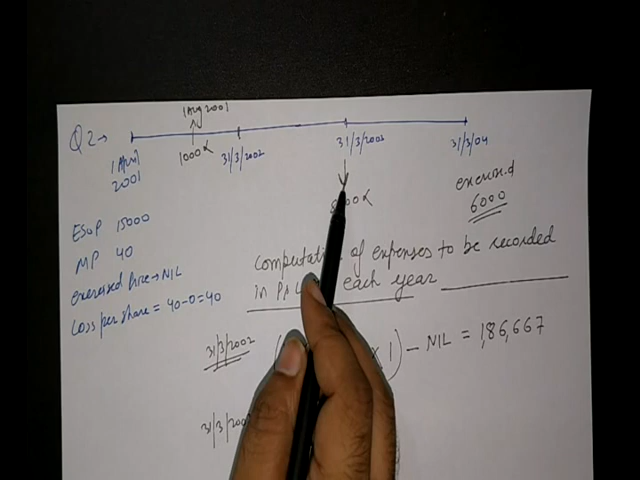 1 Aug 2001
Q2→
1000x
31/3/2002
31/3/2003
31/3/04
1 April
2001
exercised
6000
ESOP 15000
MP 40
exercised Price → NIL
Loss per share = 40-0=40
computation of expenses to be recorded
in P&L each year
31/3/2002
x 1) - NIL = 1,86,667
31/3/200